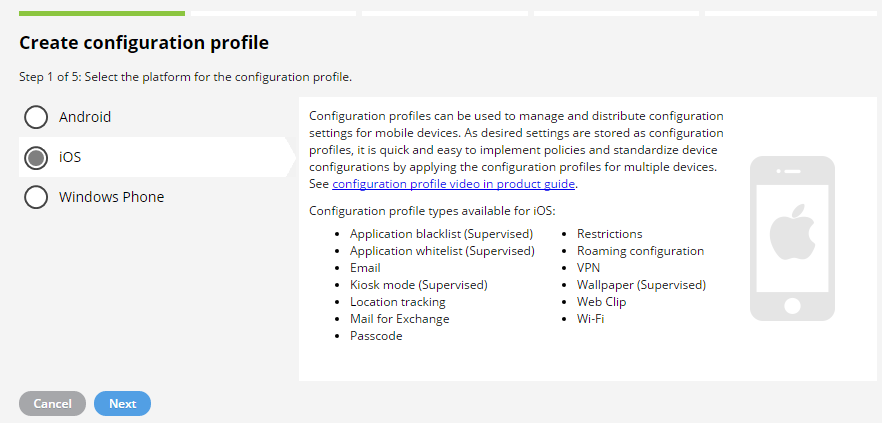 Create configuration profile
Step 1 of 5: Select the platform for the configuration profile.
Android
iOS
Windows Phone
Configuration profiles can be used to manage and distribute configuration
settings for mobile devices. As desired settings are stored as configuration
profiles, it is quick and easy to implement policies and standardize device
configurations by applying the configuration profiles for multiple devices.
See configuration profile video in product guide.
Configuration profile types available for iOS:
• Application blacklist (Supervised)
• Application whitelist (Supervised)
• Email
• Kiosk mode (Supervised)
• Location tracking
• Mail for Exchange
• Passcode
• Restrictions
• Roaming configuration
• VPN
• Wallpaper (Supervised)
• Web Clip
• Wi-Fi
Cancel
Next